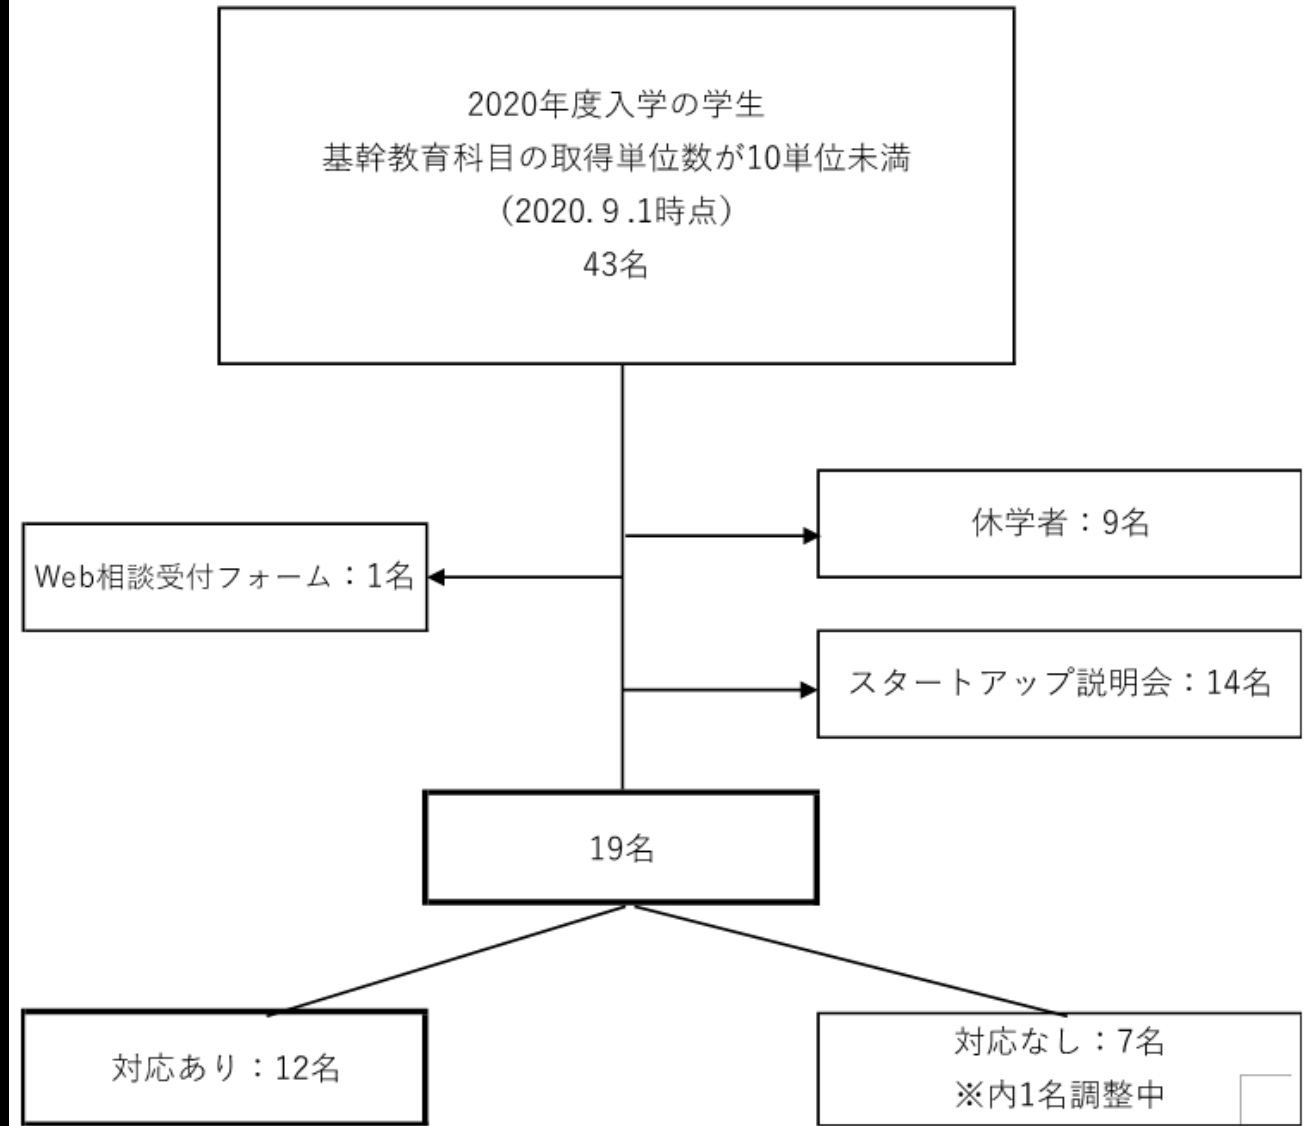 2020年度入学の学生
基幹教育科目の取得単位数が10単位未満
（2020.９.1時点）
43名
休学者：9名
Web相談受付フォーム：1名
スタートアップ説明会：14名
19名
対応あり：12名
対応なし：7名
※内1名調整中